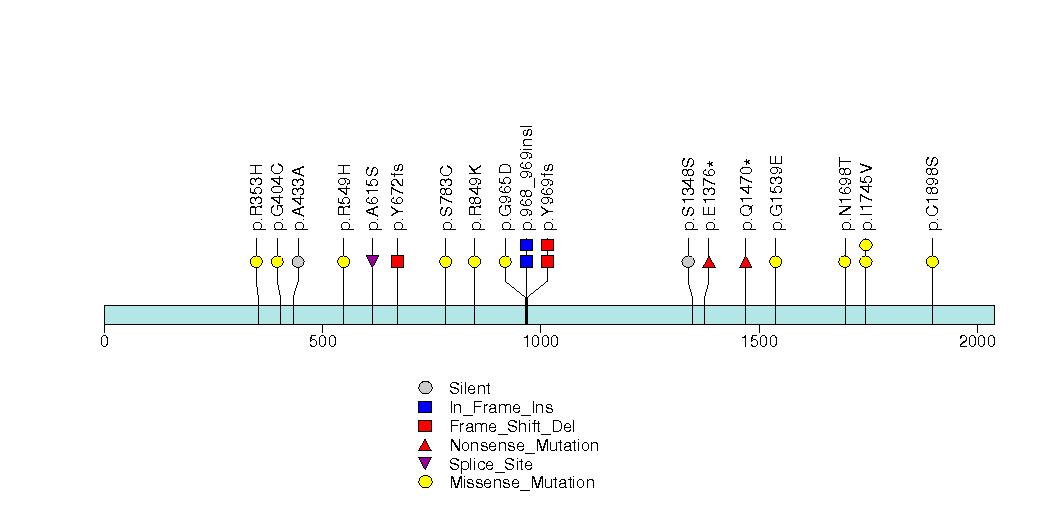 p.R353H
p.G404C
p.A433A
p.R549H
p.A615S
p.Y672fs
p.S783C
p.R849K
p.G965D
p.968_969insI
p.Y969fs
p.S1348S
p.E1376*
p.Q1470*
p.G1539E
p.N1698T
p.I1745V
p.C1898S
0 500 1000 1500 2000
Silent
In_Frame_Ins
Frame_Shift_Del
Nonsense_Mutation
Splice_Site
Missense_Mutation